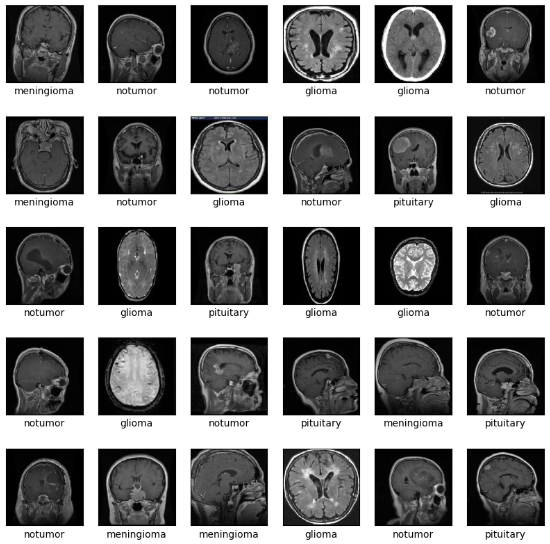 meningioma notumor notumor glioma glioma notumor
meningioma notumor glioma notumor pituitary glioma
notumor glioma pituitary glioma glioma notumor
notumor glioma notumor pituitary meningioma pituitary
notumor meningioma meningioma glioma notumor pituitary